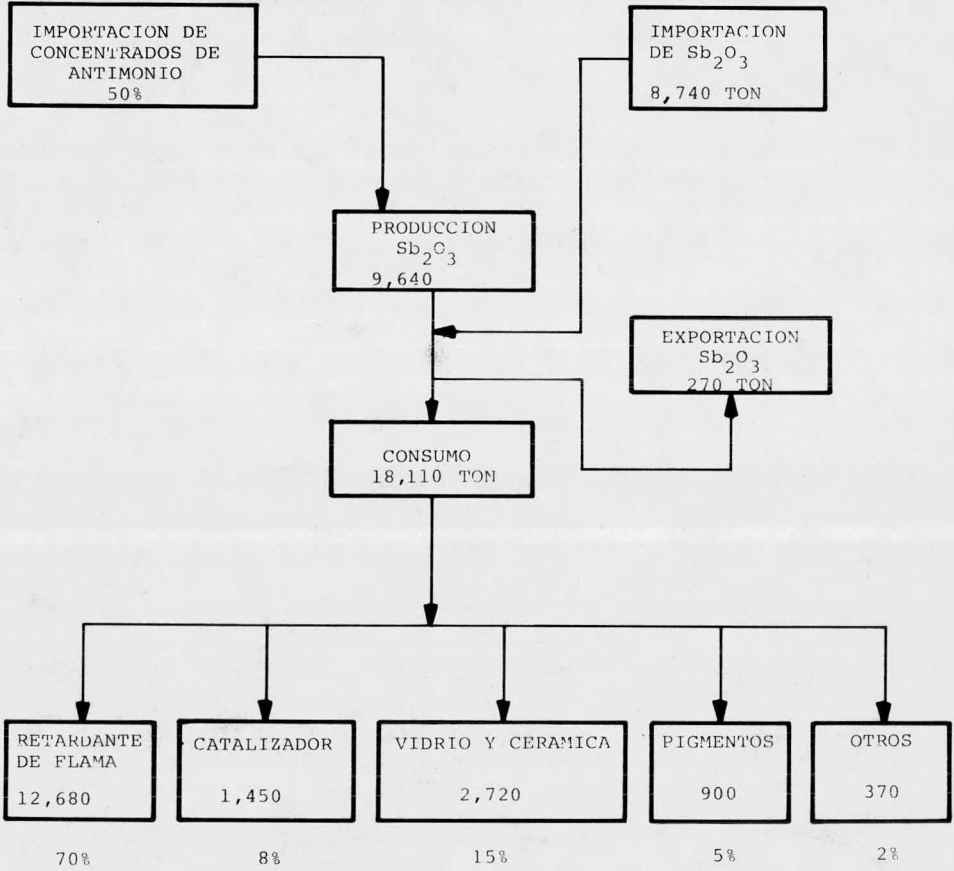 IMPORTACION DE
CONCENTRADOS DE
ANTIMONIO
50%
IMPORTACION
DE Sb2O3
8,740 TON
PRODUCCION
Sb2O3
9,640
EXPORTACION
Sb2O3
270 TON
CONSUMO
18,110 TON
RETARDANTE
DE FLAMA
12,680
CATALIZADOR
1,450
VIDRIO Y CERAMICA
2,720
PIGMENTOS
900
OTROS
370
70%
8%
15%
5%
2%